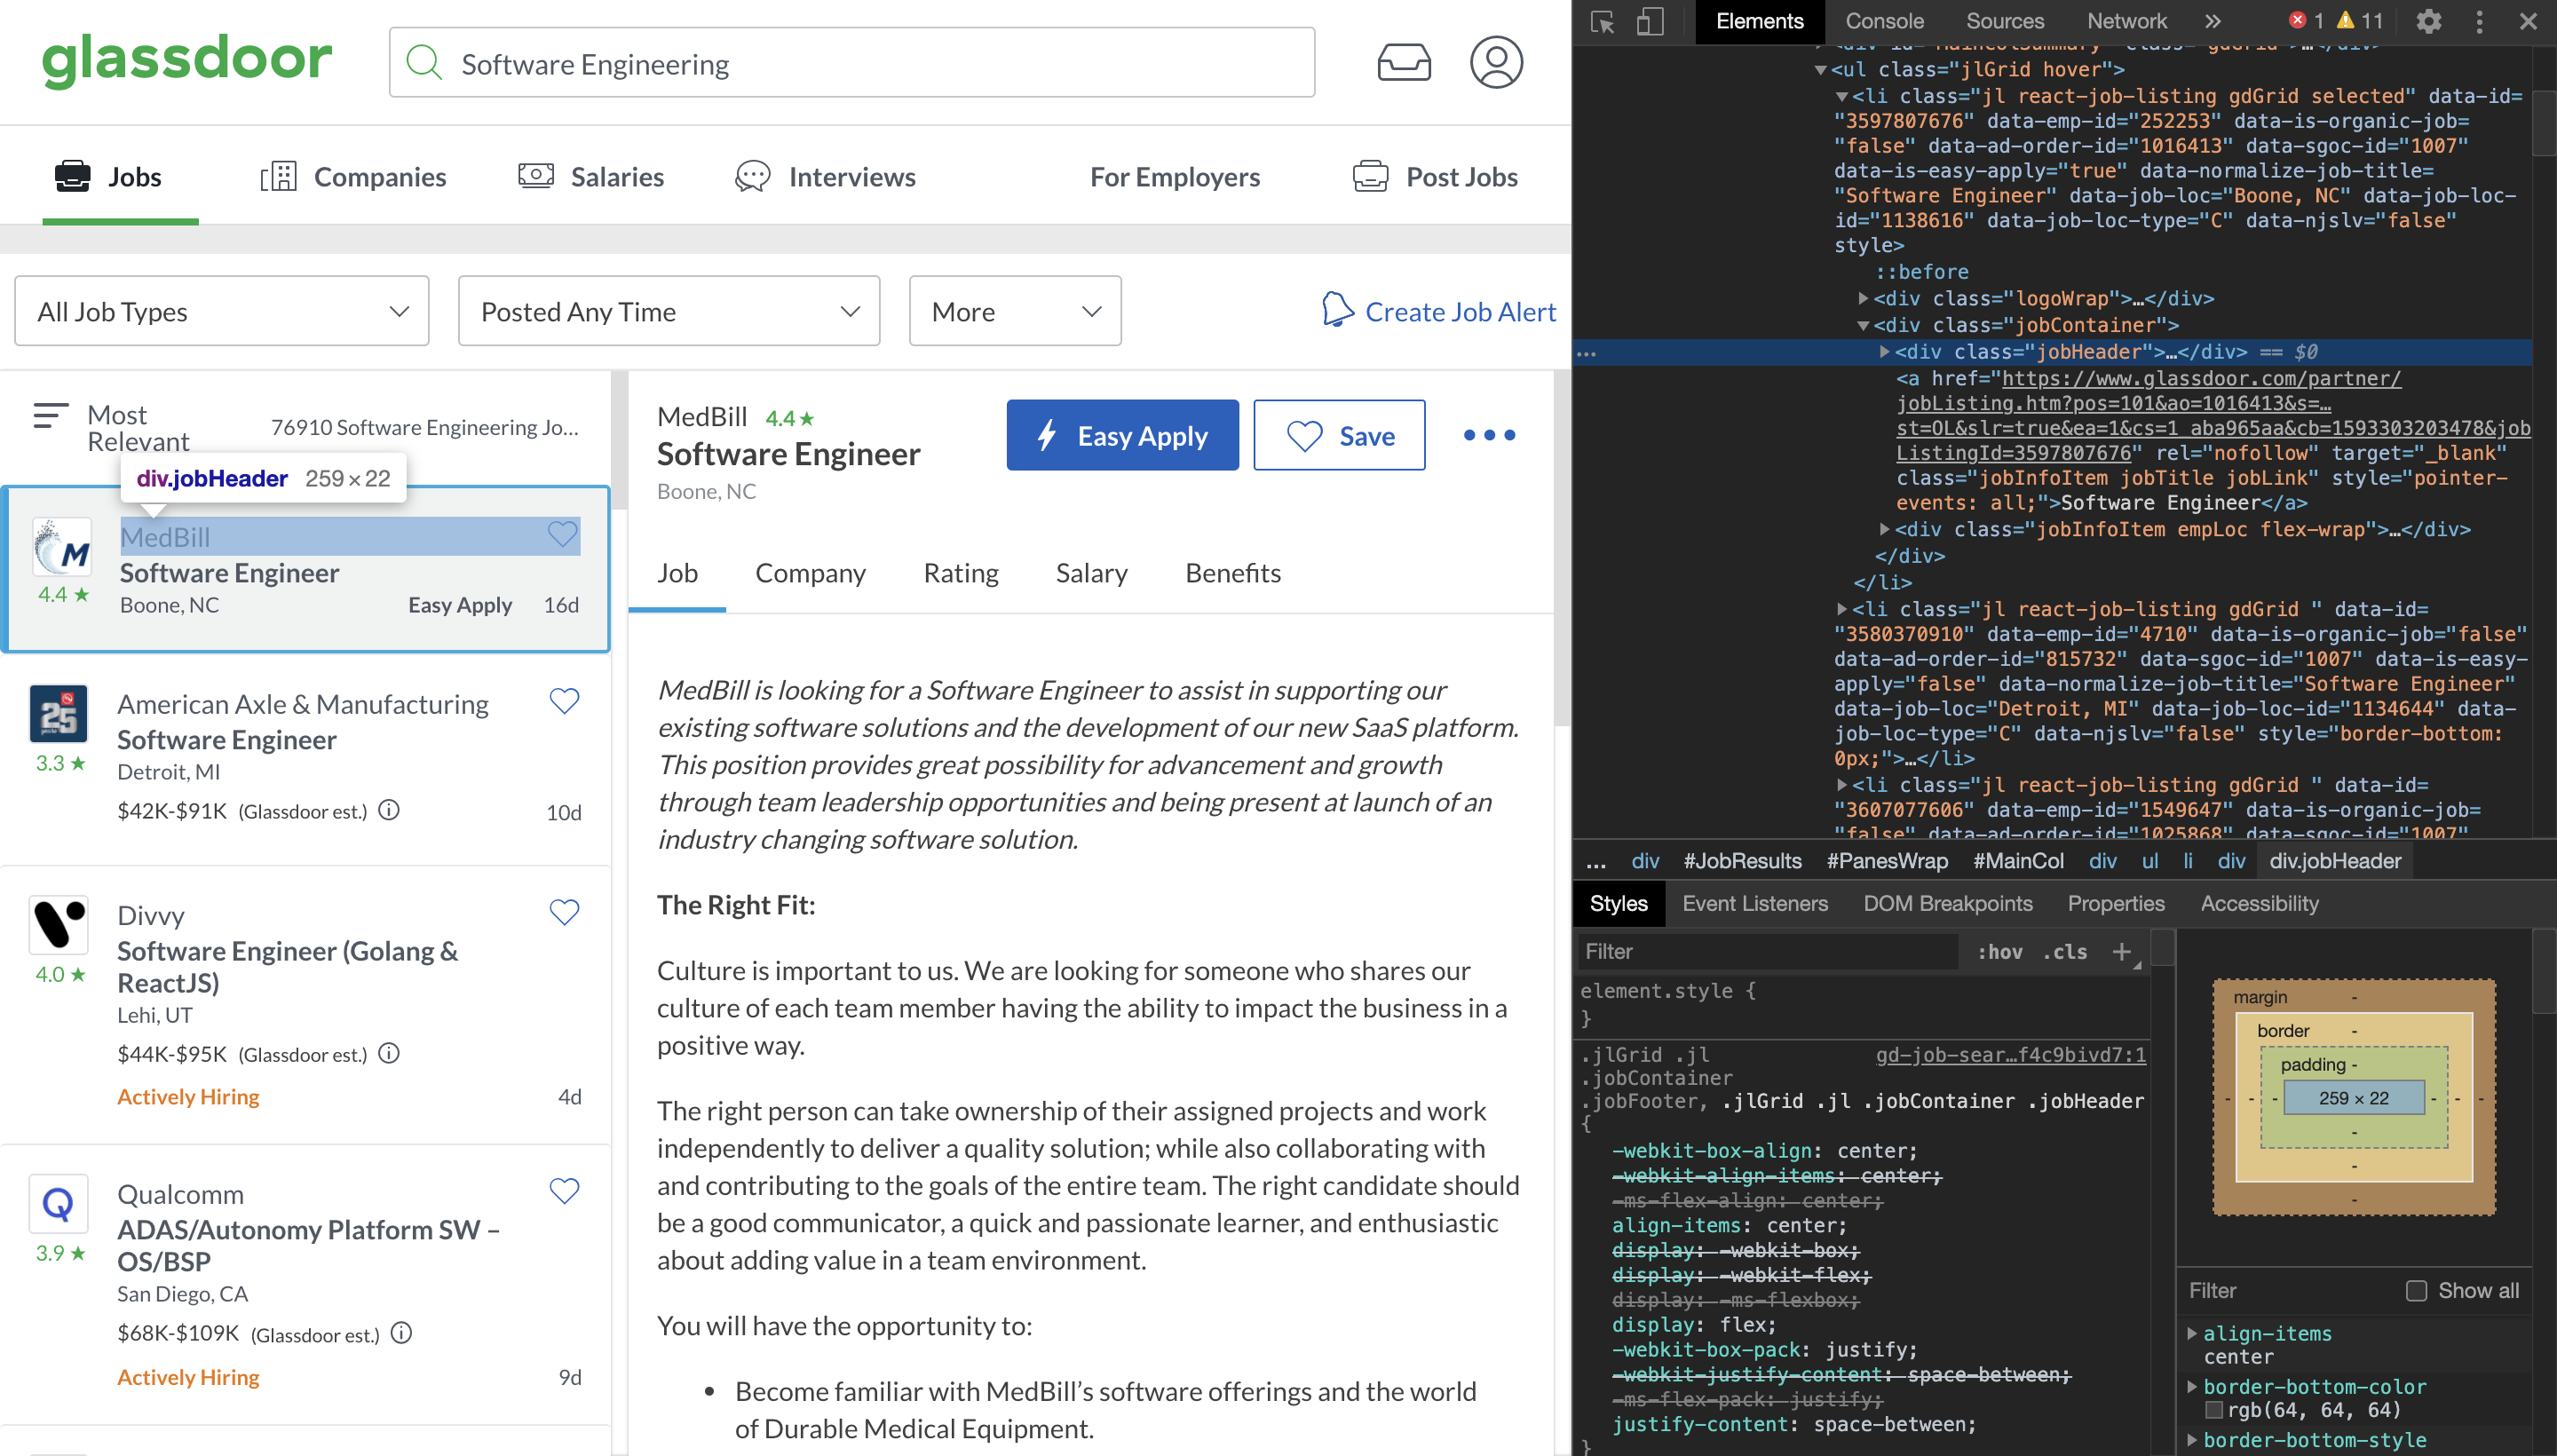 glassdoor
Software Engineering
Jobs
Companies
Salaries
Interviews
For Employers
Post Jobs
All Job Types
Posted Any Time
More
Create Job Alert
Most
Relevant
76910 Software Engineering Jo...
div.jobHeader 259 × 22
MedBill
Software Engineer
4.4 ★
Boone, NC
Easy Apply
16d
25
American Axle & Manufacturing
Software Engineer
3.3 ★
Detroit, MI
$42K-$91K (Glassdoor est.)
10d
Divvy
Software Engineer (Golang &
ReactJS)
4.0 ★
Lehi, UT
$44K-$95K (Glassdoor est.)
Actively Hiring
4d
Qualcomm
ADAS/Autonomy Platform SW –
OS/BSP
3.9 ★
San Diego, CA
$68K-$109K (Glassdoor est.)
Actively Hiring
9d
MedBill 4.4 ★
Software Engineer
Boone, NC
Easy Apply
Save
Job
Company
Rating
Salary
Benefits
MedBill is looking for a Software Engineer to assist in supporting our
existing software solutions and the development of our new SaaS platform.
This position provides great possibility for advancement and growth
through team leadership opportunities and being present at launch of an
industry changing software solution.
The Right Fit:
Culture is important to us. We are looking for someone who shares our
culture of each team member having the ability to impact the business in a
positive way.
The right person can take ownership of their assigned projects and work
independently to deliver a quality solution; while also collaborating with
and contributing to the goals of the entire team. The right candidate should
be a good communicator, a quick and passionate learner, and enthusiastic
about adding value in a team environment.
You will have the opportunity to:
• Become familiar with MedBill’s software offerings and the world
of Durable Medical Equipment.
Elements
Console
Sources
Network
»
1
11
<div id="MainColSummary" class="gdGrid">…</div>
<ul class="jlGrid hover">
<li class="jl react-job-listing gdGrid selected" data-id=
"3597807676" data-emp-id="252253" data-is-organic-job=
"false" data-ad-order-id="1016413" data-sgoc-id="1007"
data-is-easy-apply="true" data-normalize-job-title=
"Software Engineer" data-job-loc="Boone, NC" data-job-loc-
id="1138616" data-job-loc-type="C" data-njslv="false"
style>
::before
<div class="logoWrap">…</div>
<div class="jobContainer">
<div class="jobHeader">…</div> == $0
<a href="https://www.glassdoor.com/partner/
jobListing.htm?pos=101&ao=1016413&s=…
st=OL&slr=true&ea=1&cs=1_aba965aa&cb=1593303203478&job
ListingId=3597807676" rel="nofollow" target="_blank"
class="jobInfoItem jobTitle jobLink" style="pointer-
events: all;">Software Engineer</a>
<div class="jobInfoItem empLoc flex-wrap">…</div>
</div>
</li>
<li class="jl react-job-listing gdGrid " data-id=
"3580370910" data-emp-id="4710" data-is-organic-job="false"
data-ad-order-id="815732" data-sgoc-id="1007" data-is-easy-
apply="false" data-normalize-job-title="Software Engineer"
data-job-loc="Detroit, MI" data-job-loc-id="1134644" data-
job-loc-type="C" data-njslv="false" style="border-bottom:
0px;">…</li>
<li class="jl react-job-listing gdGrid " data-id=
"3607077606" data-emp-id="1549647" data-is-organic-job=
"false" data-ad-order-id="1025868" data-sgoc-id="1007"
… div #JobResults #PanesWrap #MainCol div ul li div div.jobHeader
Styles
Event Listeners
DOM Breakpoints
Properties
Accessibility
Filter
:hov .cls +
element.style {
}
.jlGrid .jl gd-job-sear…f4c9bivd7:1
.jobContainer
.jobFooter, .jlGrid .jl .jobContainer .jobHeader
{
-webkit-box-align: center;
-webkit-align-items: center;
-ms-flex-align: center;
align-items: center;
display: -webkit-box;
display: -webkit-flex;
display: -ms-flexbox;
display: flex;
-webkit-box-pack: justify;
-webkit-justify-content: space-between;
-ms-flex-pack: justify;
justify-content: space-between;
}
margin -
border -
padding -
- - - 259 × 22 - - -
-
-
-
Filter
Show all
align-items
center
border-bottom-color
rgb(64, 64, 64)
border-bottom-style